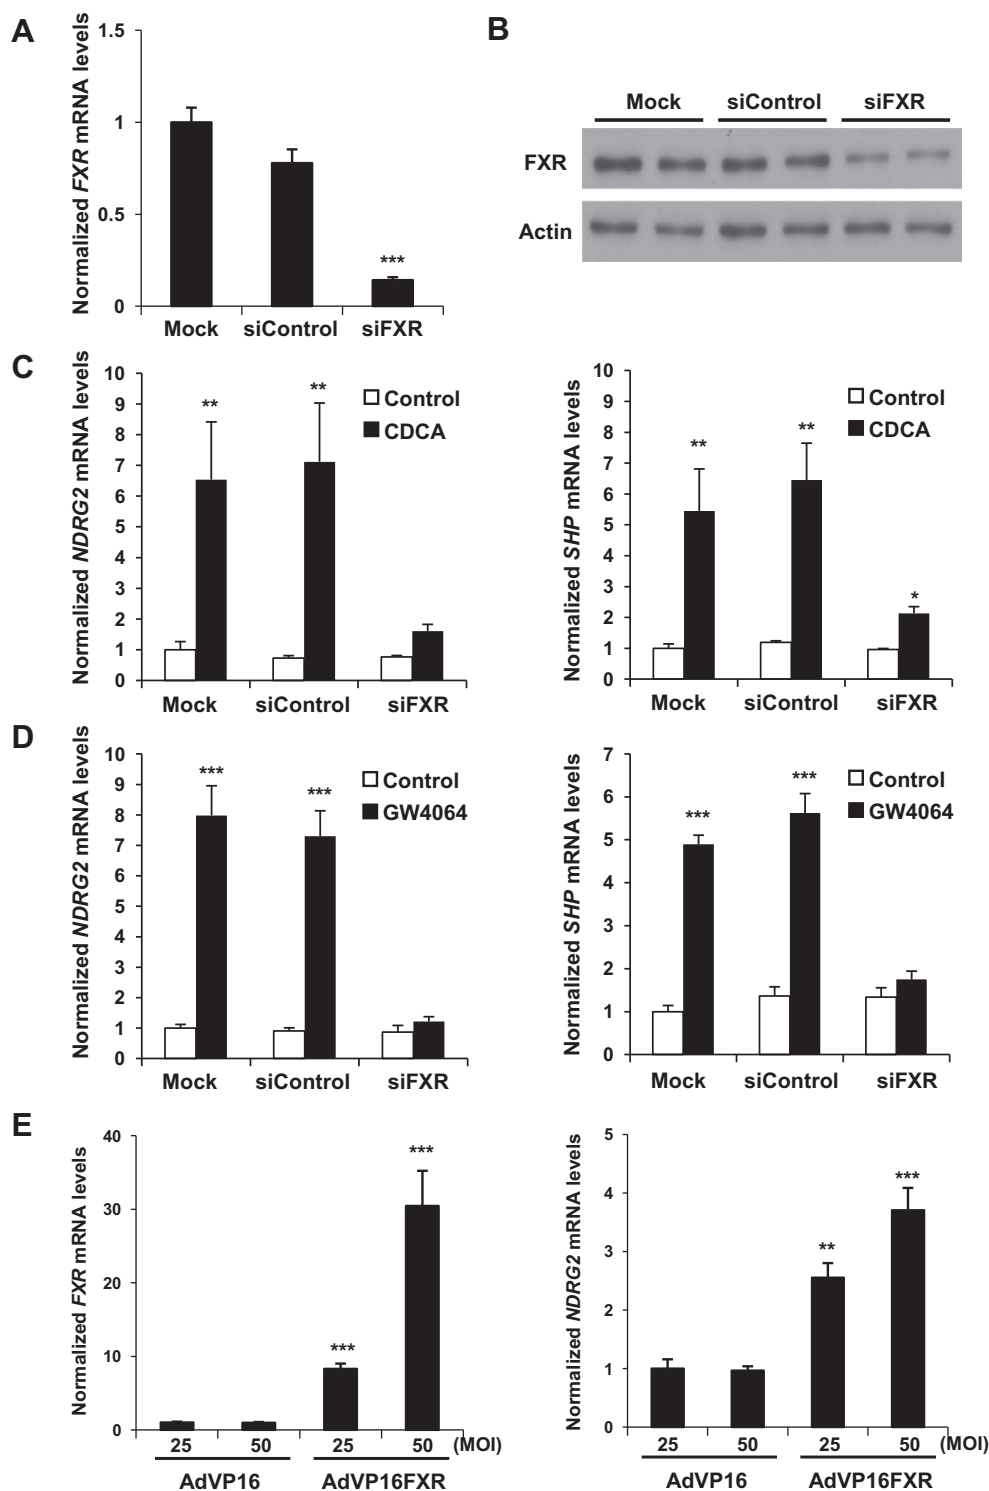 A
Normalized FXR mRNA levels
1.5
1
0.5
0
***
Mock siControl siFXR
B
Mock siControl siFXR
FXR
Actin
C
Normalized NDRG2 mRNA levels
10
9
8
7
6
5
4
3
2
1
0
** **
Control
CDCA
Mock siControl siFXR
Normalized SHP mRNA levels
10
9
8
7
6
5
4
3
2
1
0
** ** *
Control
CDCA
Mock siControl siFXR
D
Normalized NDRG2 mRNA levels
10
9
8
7
6
5
4
3
2
1
0
*** ***
Control
GW4064
Mock siControl siFXR
Normalized SHP mRNA levels
7
6
5
4
3
2
1
0
*** ***
Control
GW4064
Mock siControl siFXR
E
Normalized FXR mRNA levels
40
30
20
10
0
*** ***
25 50 25 50 (MOI)
AdVP16 AdVP16FXR
Normalized NDRG2 mRNA levels
5
4
3
2
1
0
** ***
25 50 25 50 (MOI)
AdVP16 AdVP16FXR